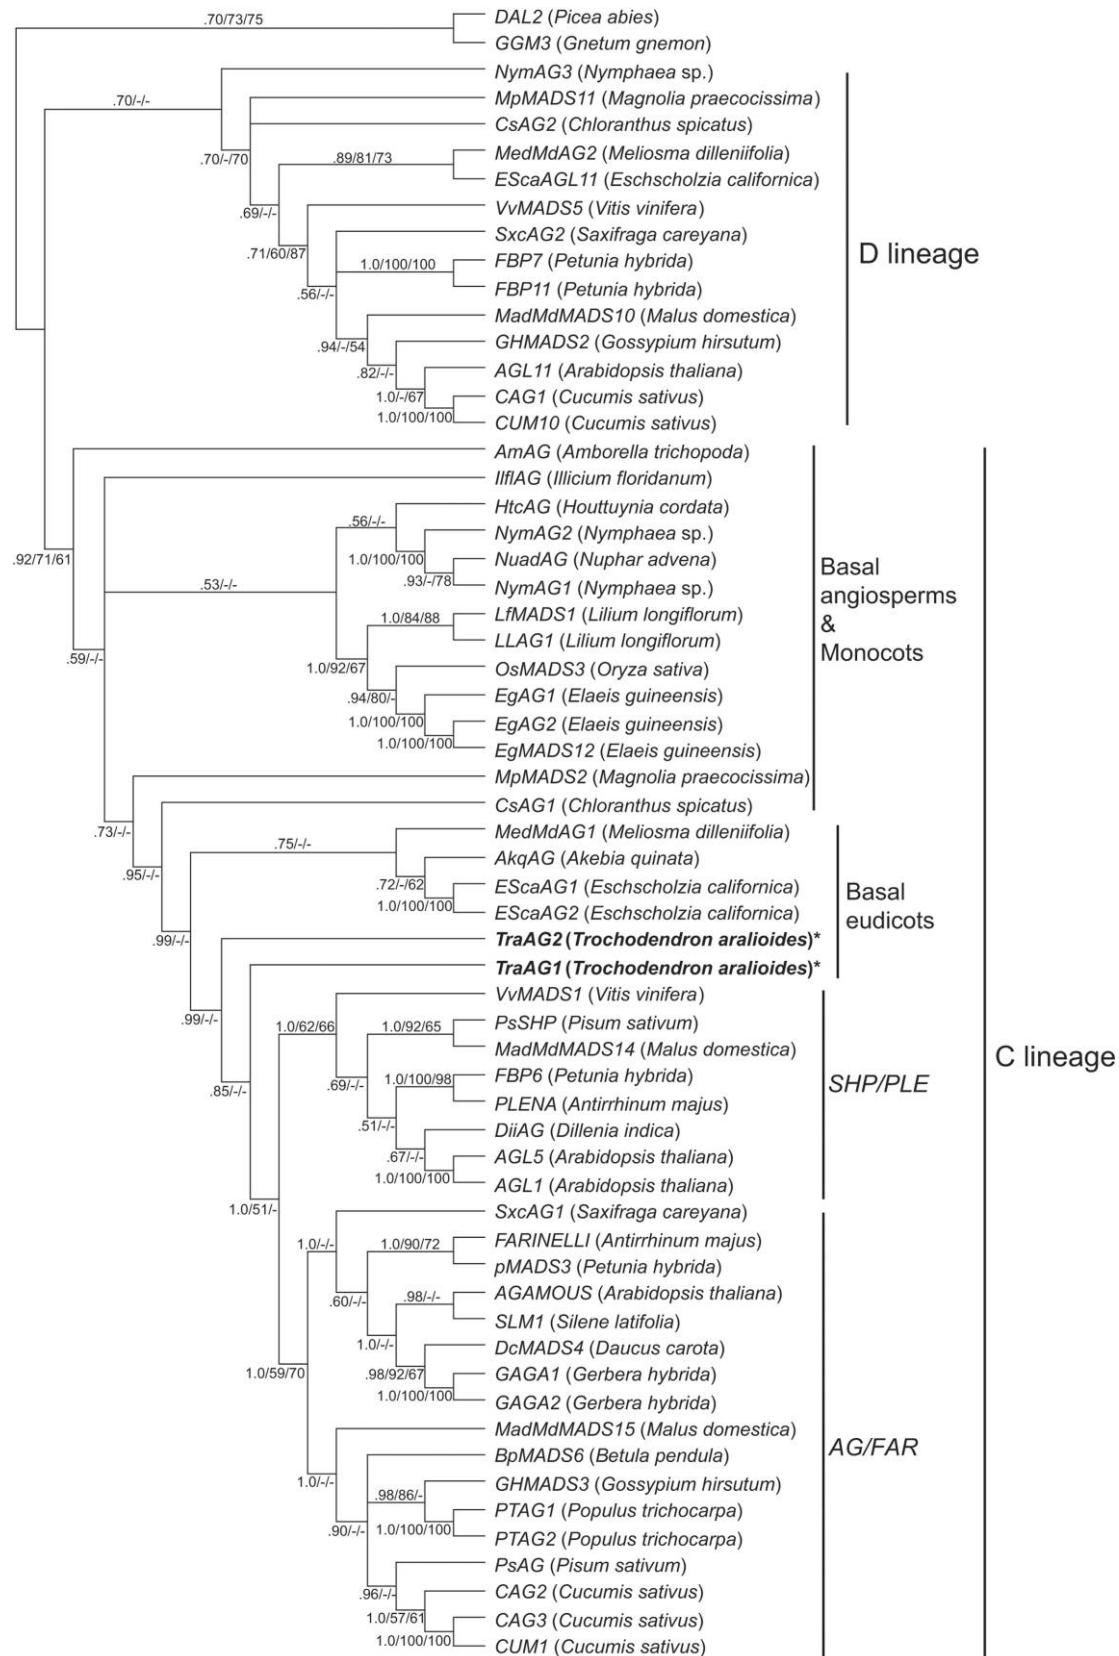 .70/73/75
DAL2 (Picea abies)
GGM3 (Gnetum gnemon)
NymAG3 (Nymphaea sp.)
.70/-/-
MpMADS11 (Magnolia praecocissima)
CsAG2 (Chloranthus spicatus)
.70/-/70
MedMdAG2 (Meliosma dilleniifolia)
.89/81/73
EScaAGL11 (Eschscholzia californica)
.69/-/-
VvMADS5 (Vitis vinifera)
SxcAG2 (Saxifraga careyana)
.71/60/87
D lineage
FBP7 (Petunia hybrida)
1.0/100/100
FBP11 (Petunia hybrida)
.56/-/-
MadMdMADS10 (Malus domestica)
.94/-/54
GHMADS2 (Gossypium hirsutum)
.82/-/-
AGL11 (Arabidopsis thaliana)
1.0/-/67
CAG1 (Cucumis sativus)
1.0/100/100
CUM10 (Cucumis sativus)
AmAG (Amborella trichopoda)
IlflAG (Illicium floridanum)
HtcAG (Houttuynia cordata)
.56/-/-
NymAG2 (Nymphaea sp.)
.92/71/61
1.0/100/100
NuadAG (Nuphar advena)
.93/-/78
.53/-/-
NymAG1 (Nymphaea sp.)
Basal
angiosperms
&
Monocots
LfMADS1 (Lilium longiflorum)
1.0/84/88
LLAG1 (Lilium longiflorum)
.59/-/-
1.0/92/67
OsMADS3 (Oryza sativa)
.94/80/-
EgAG1 (Elaeis guineensis)
1.0/100/100
EgAG2 (Elaeis guineensis)
1.0/100/100
EgMADS12 (Elaeis guineensis)
MpMADS2 (Magnolia praecocissima)
CsAG1 (Chloranthus spicatus)
.73/-/-
MedMdAG1 (Meliosma dilleniifolia)
.75/-/-
AkqAG (Akebia quinata)
.95/-/-
.72/-/62
EScaAG1 (Eschscholzia californica)
1.0/100/100
EScaAG2 (Eschscholzia californica)
Basal
eudicots
.99/-/-
TraAG2 (Trochodendron aralioides)*
TraAG1 (Trochodendron aralioides)*
VvMADS1 (Vitis vinifera)
.99/-/-
1.0/62/66
PsSHP (Pisum sativum)
1.0/92/65
MadMdMADS14 (Malus domestica)
C lineage
.69/-/-
FBP6 (Petunia hybrida)
1.0/100/98
SHP/PLE
.85/-/-
PLENA (Antirrhinum majus)
.51/-/-
DiiAG (Dillenia indica)
.67/-/-
AGL5 (Arabidopsis thaliana)
1.0/100/100
AGL1 (Arabidopsis thaliana)
1.0/51/-
SxcAG1 (Saxifraga careyana)
1.0/-/-
FARINELLI (Antirrhinum majus)
1.0/90/72
pMADS3 (Petunia hybrida)
.60/-/-
AGAMOUS (Arabidopsis thaliana)
.98/-/-
SLM1 (Silene latifolia)
1.0/-/-
DcMADS4 (Daucus carota)
1.0/59/70
.98/92/67
GAGA1 (Gerbera hybrida)
1.0/100/100
GAGA2 (Gerbera hybrida)
MadMdMADS15 (Malus domestica)
AG/FAR
BpMADS6 (Betula pendula)
1.0/-/-
GHMADS3 (Gossypium hirsutum)
.98/86/-
PTAG1 (Populus trichocarpa)
.90/-/-
1.0/100/100
PTAG2 (Populus trichocarpa)
PsAG (Pisum sativum)
.96/-/-
CAG2 (Cucumis sativus)
1.0/57/61
CAG3 (Cucumis sativus)
1.0/100/100
CUM1 (Cucumis sativus)